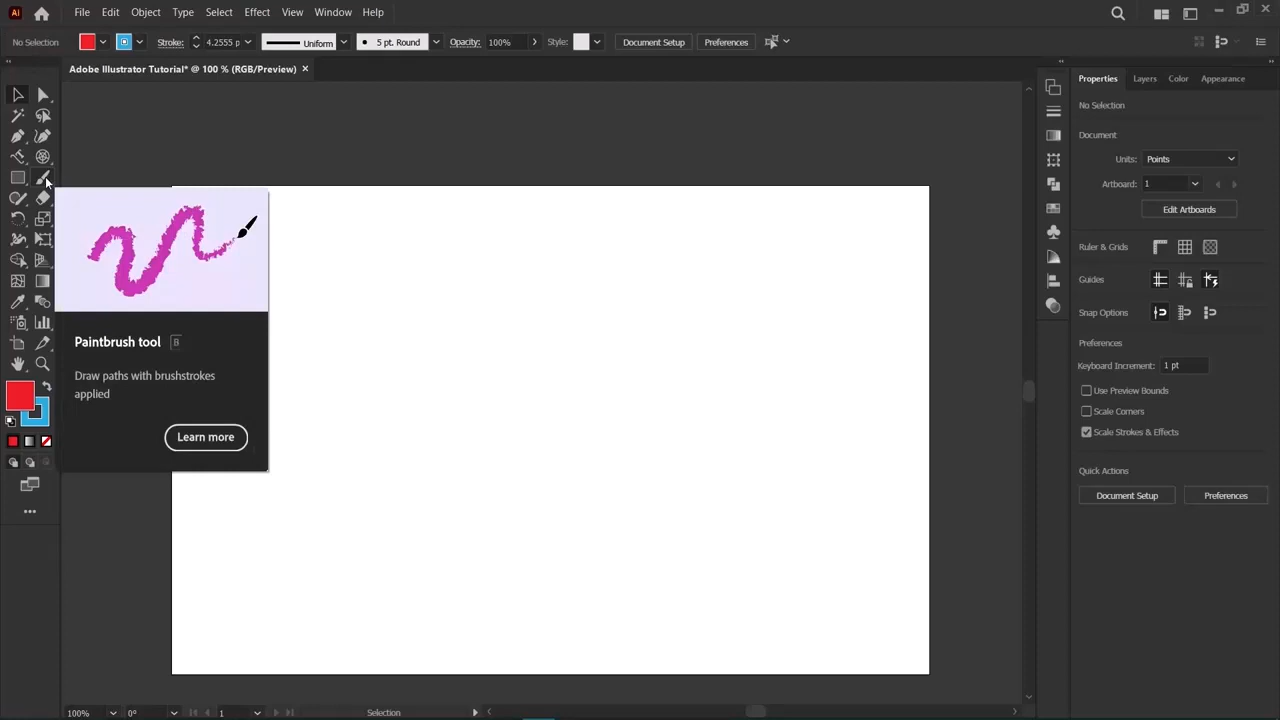 Ai
File Edit Object Type Select Effect View Window Help
No Selection
Stroke: 4.2555 p
Uniform
5 pt. Round
Opacity: 100%
Style:
Document Setup
Preferences
Adobe Illustrator Tutorial* @ 100 % (RGB/Preview) ×
Properties Layers Color Appearance
No Selection
Document
Units: Points
Artboard: 1
Edit Artboards
Ruler & Grids
Guides
Snap Options
Preferences
Keyboard Increment: 1 pt
Use Preview Bounds
Scale Corners
Scale Strokes & Effects
Quick Actions
Document Setup
Preferences
Paintbrush tool B
Draw paths with brushstrokes
applied
Learn more
100% 0° 1 Selection